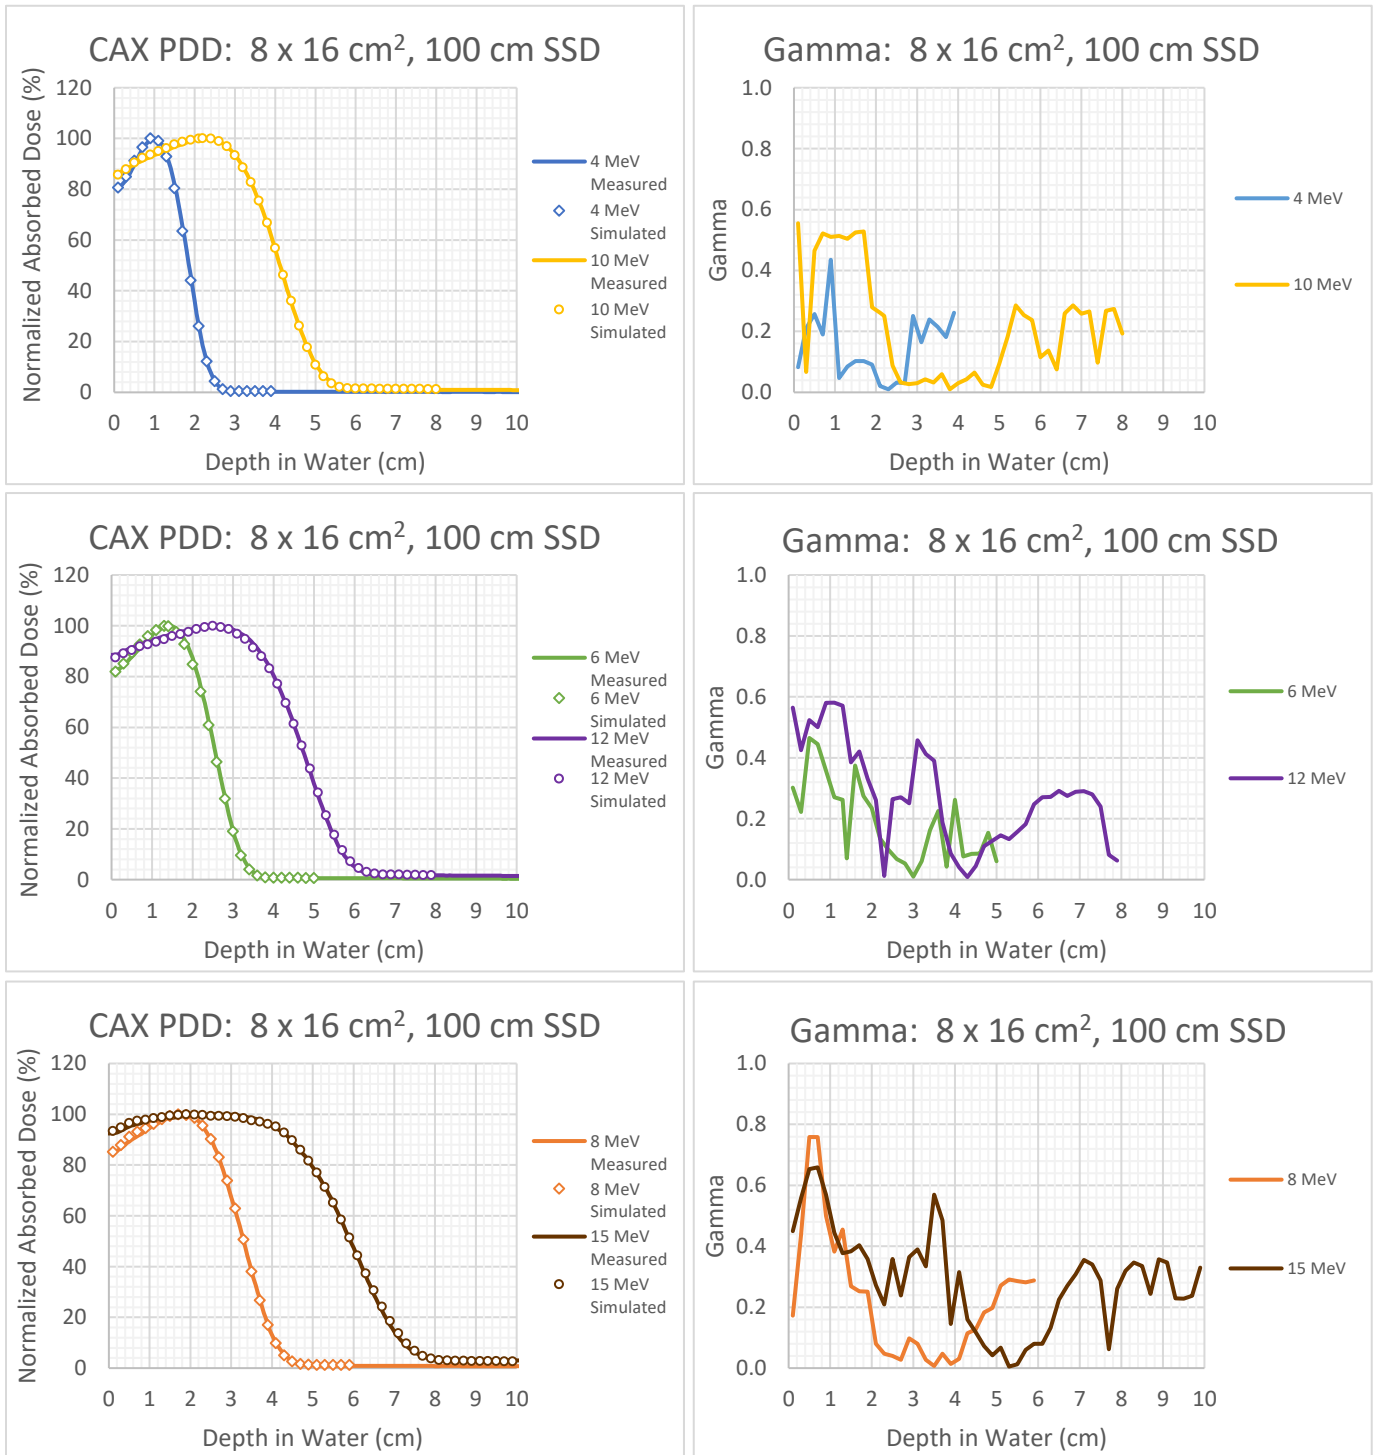 CAX PDD: 8 x 16 cm², 100 cm SSD
Normalized Absorbed Dose (%)
120
100
80
60
40
20
0
0 1 2 3 4 5 6 7 8 9 10
Depth in Water (cm)
4 MeV
Measured
4 MeV
Simulated
10 MeV
Measured
10 MeV
Simulated
Gamma: 8 x 16 cm², 100 cm SSD
Gamma
1.0
0.8
0.6
0.4
0.2
0.0
0 1 2 3 4 5 6 7 8 9 10
Depth in Water (cm)
4 MeV
10 MeV
CAX PDD: 8 x 16 cm², 100 cm SSD
Normalized Absorbed Dose (%)
120
100
80
60
40
20
0
0 1 2 3 4 5 6 7 8 9 10
Depth in Water (cm)
6 MeV
Measured
6 MeV
Simulated
12 MeV
Measured
12 MeV
Simulated
Gamma: 8 x 16 cm², 100 cm SSD
Gamma
1.0
0.8
0.6
0.4
0.2
0.0
0 1 2 3 4 5 6 7 8 9 10
Depth in Water (cm)
6 MeV
12 MeV
CAX PDD: 8 x 16 cm², 100 cm SSD
Normalized Absorbed Dose (%)
120
100
80
60
40
20
0
0 1 2 3 4 5 6 7 8 9 10
Depth in Water (cm)
8 MeV
Measured
8 MeV
Simulated
15 MeV
Measured
15 MeV
Simulated
Gamma: 8 x 16 cm², 100 cm SSD
Gamma
1.0
0.8
0.6
0.4
0.2
0.0
0 1 2 3 4 5 6 7 8 9 10
Depth in Water (cm)
8 MeV
15 MeV